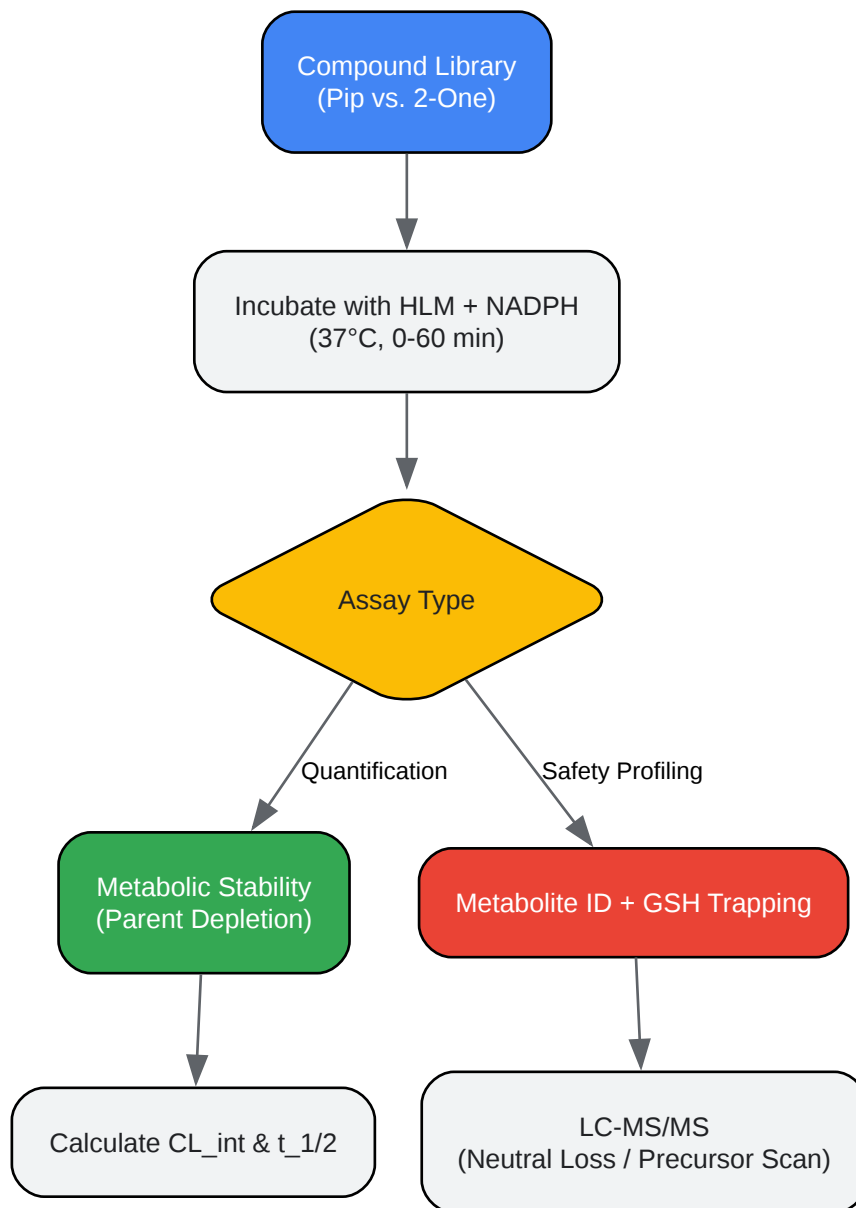 Compound Library
(Pip vs. 2-One)
Incubate with HLM + NADPH
(37°C, 0-60 min)
Assay Type
Quantification
Safety Profiling
Metabolic Stability
(Parent Depletion)
Metabolite ID + GSH Trapping
Calculate CL_int & t_1/2
LC-MS/MS
(Neutral Loss / Precursor Scan)